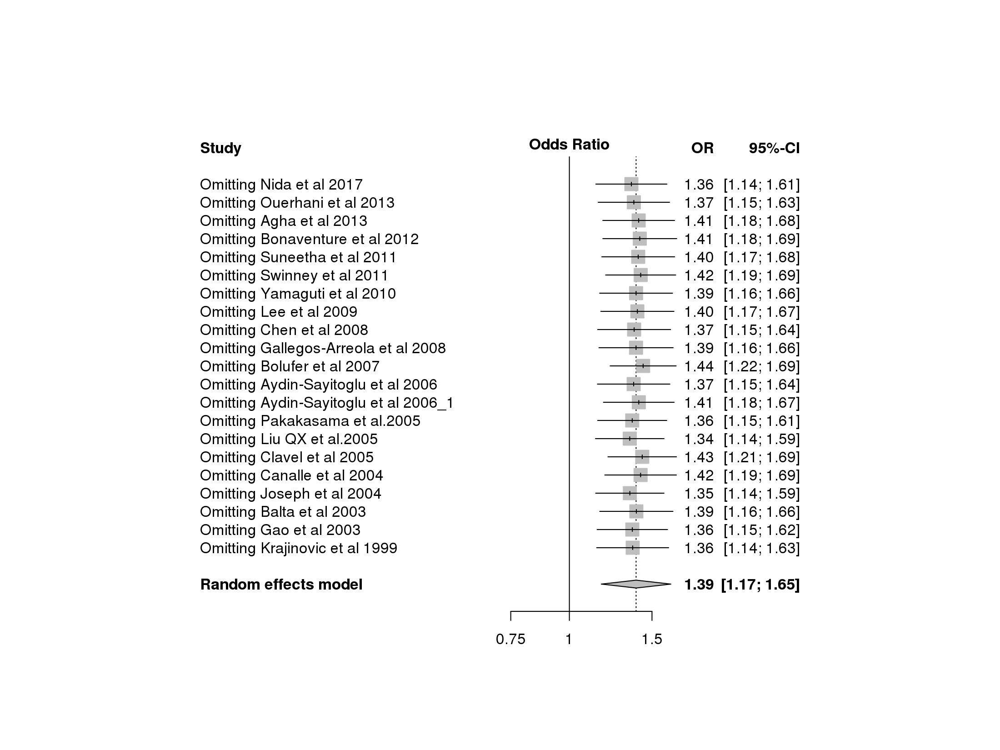 Study Odds Ratio OR 95%-CI
Omitting Nida et al 2017 1.36 [1.14; 1.61]
Omitting Ouerhani et al 2013 1.37 [1.15; 1.63]
Omitting Agha et al 2013 1.41 [1.18; 1.68]
Omitting Bonaventure et al 2012 1.41 [1.18; 1.69]
Omitting Suneetha et al 2011 1.40 [1.17; 1.68]
Omitting Swinney et al 2011 1.42 [1.19; 1.69]
Omitting Yamaguti et al 2010 1.39 [1.16; 1.66]
Omitting Lee et al 2009 1.40 [1.17; 1.67]
Omitting Chen et al 2008 1.37 [1.15; 1.64]
Omitting Gallegos-Arreola et al 2008 1.39 [1.16; 1.66]
Omitting Bolufer et al 2007 1.44 [1.22; 1.69]
Omitting Aydin-Sayitoglu et al 2006 1.37 [1.15; 1.64]
Omitting Aydin-Sayitoglu et al 2006_1 1.41 [1.18; 1.67]
Omitting Pakakasama et al.2005 1.36 [1.15; 1.61]
Omitting Liu QX et al.2005 1.34 [1.14; 1.59]
Omitting Clavel et al 2005 1.43 [1.21; 1.69]
Omitting Canalle et al 2004 1.42 [1.19; 1.69]
Omitting Joseph et al 2004 1.35 [1.14; 1.59]
Omitting Balta et al 2003 1.39 [1.16; 1.66]
Omitting Gao et al 2003 1.36 [1.15; 1.62]
Omitting Krajinovic et al 1999 1.36 [1.14; 1.63]
Random effects model 1.39 [1.17; 1.65]
0.75 1 1.5